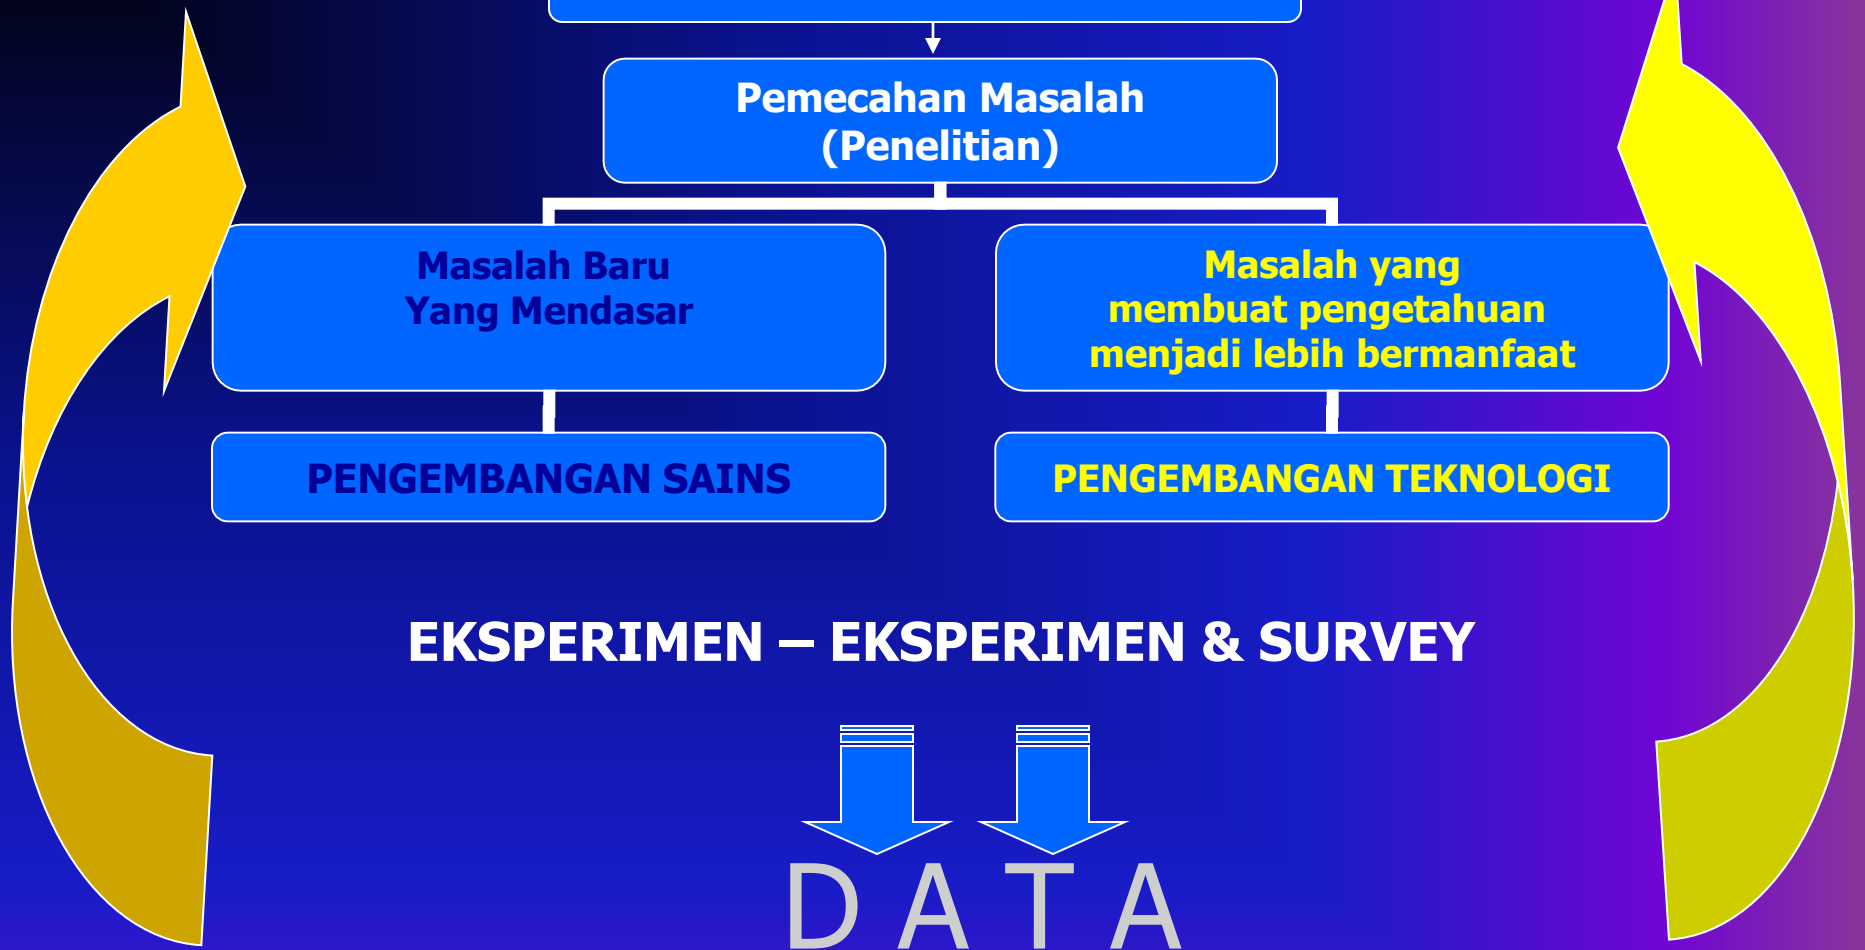 Pemecahan Masalah
(Penelitian)
Masalah Baru
Yang Mendasar
Masalah yang
membuat pengetahuan
menjadi lebih bermanfaat
PENGEMBANGAN SAINS
PENGEMBANGAN TEKNOLOGI
EKSPERIMEN – EKSPERIMEN & SURVEY
D A T A